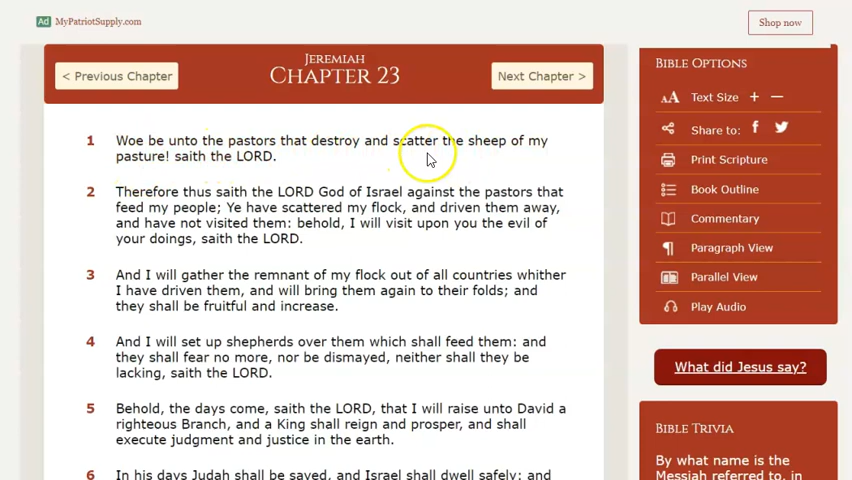 Ad MyPatriotSupply.com
Shop now
JEREMIAH
< Previous Chapter
CHAPTER 23
Next Chapter >
1 Woe be unto the pastors that destroy and scatter the sheep of my
pasture! saith the LORD.
2 Therefore thus saith the LORD God of Israel against the pastors that
feed my people; Ye have scattered my flock, and driven them away,
and have not visited them: behold, I will visit upon you the evil of
your doings, saith the LORD.
3 And I will gather the remnant of my flock out of all countries whither
I have driven them, and will bring them again to their folds; and
they shall be fruitful and increase.
4 And I will set up shepherds over them which shall feed them: and
they shall fear no more, nor be dismayed, neither shall they be
lacking, saith the LORD.
5 Behold, the days come, saith the LORD, that I will raise unto David a
righteous Branch, and a King shall reign and prosper, and shall
execute judgment and justice in the earth.
6 In his days Judah shall be saved, and Israel shall dwell safely: and
BIBLE OPTIONS
AA Text Size + −
Share to: f
Print Scripture
Book Outline
Commentary
¶ Paragraph View
Parallel View
Play Audio
What did Jesus say?
BIBLE TRIVIA
By what name is the
Messiah referred to, in